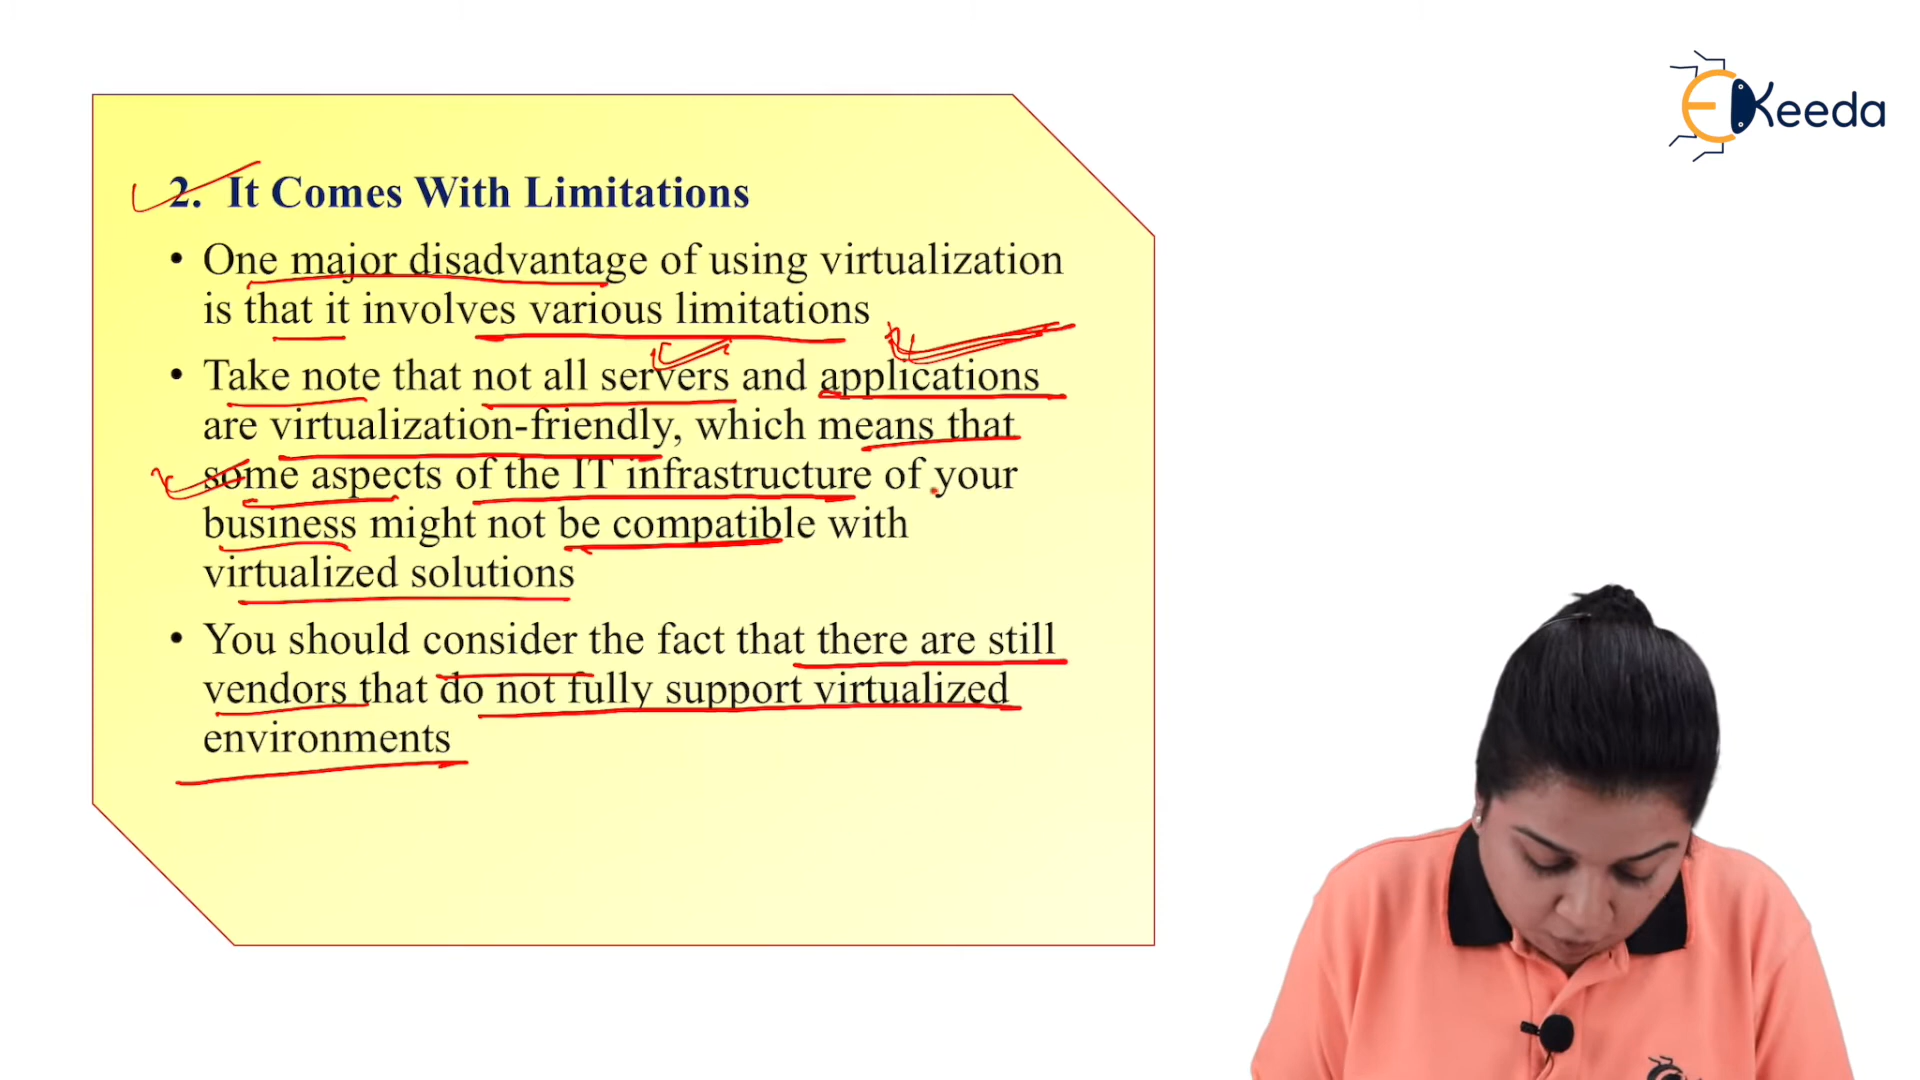 EKeeda
2. It Comes With Limitations
• One major disadvantage of using virtualization
is that it involves various limitations
• Take note that not all servers and applications
are virtualization-friendly, which means that
some aspects of the IT infrastructure of your
business might not be compatible with
virtualized solutions
• You should consider the fact that there are still
vendors that do not fully support virtualized
environments